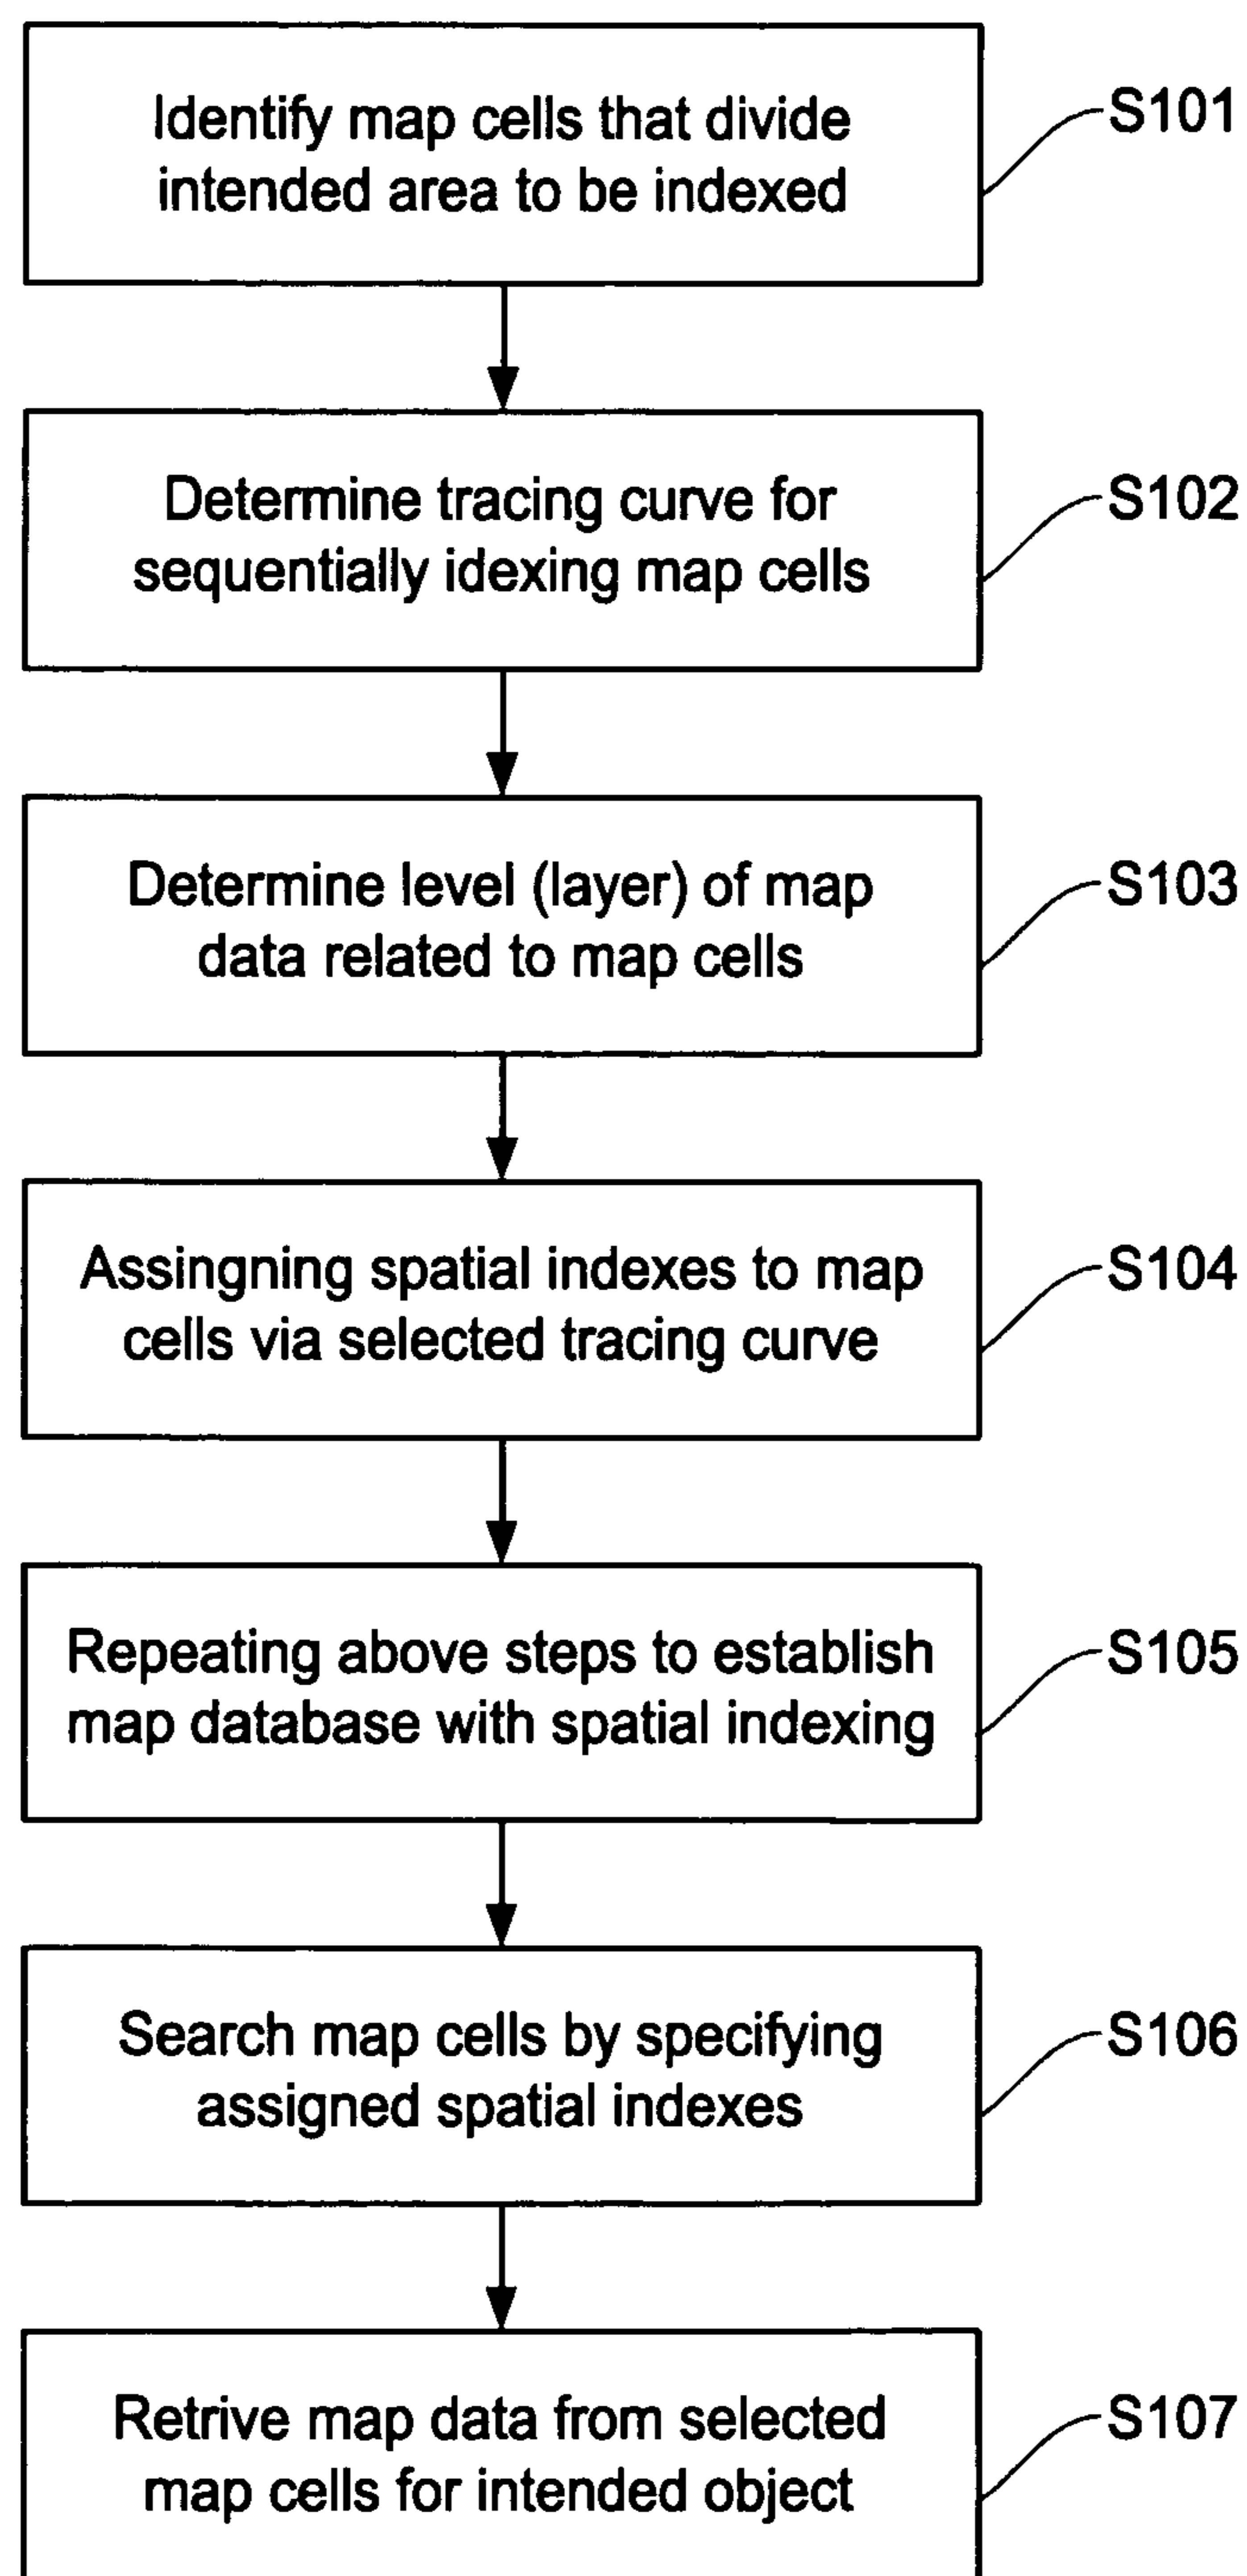 Identify map cells that divide
intended area to be indexed
S101
Determine tracing curve for
sequentially idexing map cells
S102
Determine level (layer) of map
data related to map cells
S103
Assingning spatial indexes to map
cells via selected tracing curve
S104
Repeating above steps to establish
map database with spatial indexing
S105
Search map cells by specifying
assigned spatial indexes
S106
Retrive map data from selected
map cells for intended object
S107